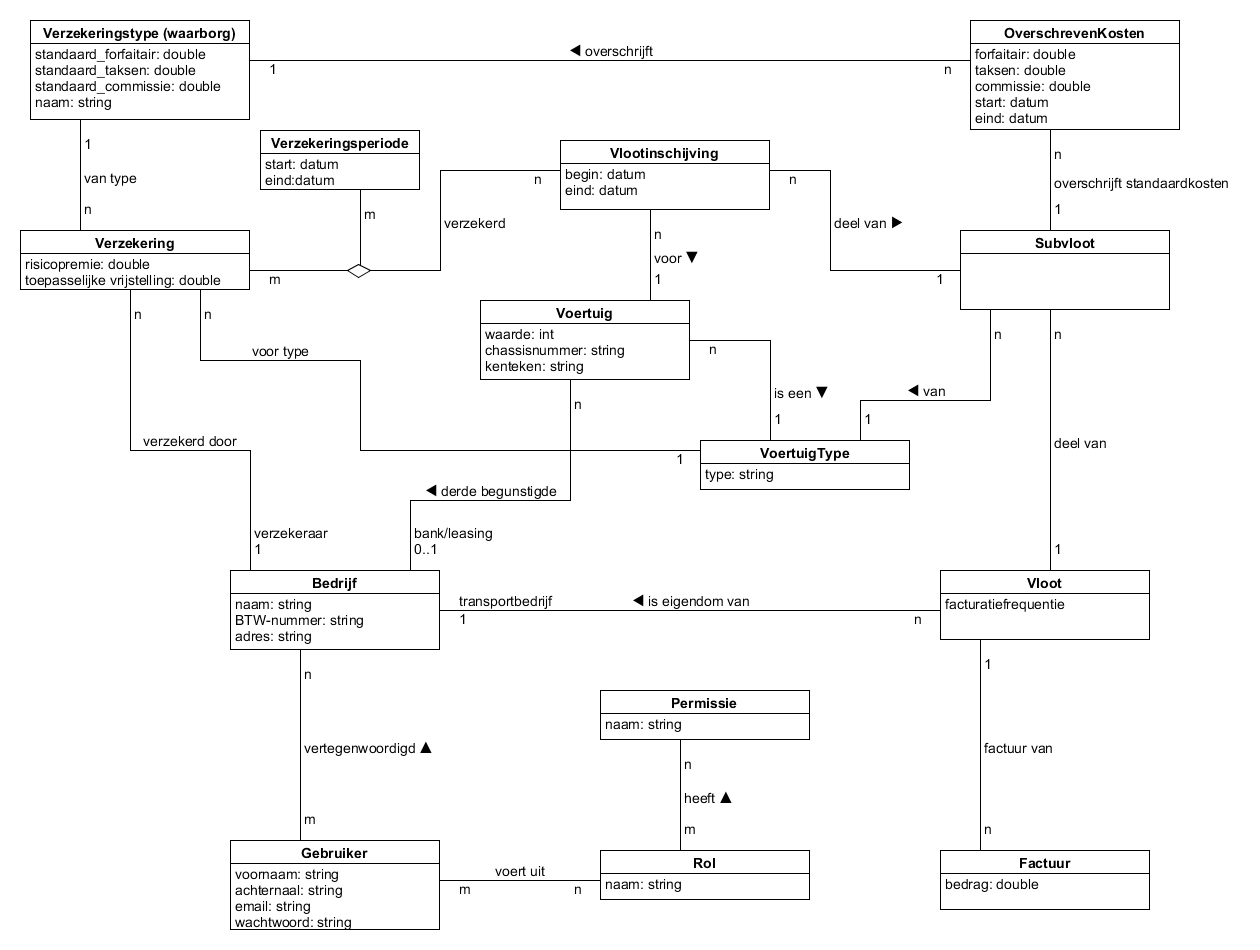 Verzekeringstype (waarborg)
standaard_forfaitair: double
standaard_taksen: double
standaard_commissie: double
naam: string
◀ overschrijft
1
n
OverschrevenKosten
forfaitair: double
taksen: double
commissie: double
start: datum
eind: datum
1
van type
n
Verzekeringsperiode
start: datum
eind:datum
m
Vlootinschijving
begin: datum
eind: datum
n
verzekerd
m
n
deel van ▶
1
n
overschrijft standaardkosten
1
Verzekering
risicopremie: double
toepasselijke vrijstelling: double
n
voor ▼
1
Subvloot
Voertuig
waarde: int
chassisnummer: string
kenteken: string
n
n
voor type
1
n
is een ▼
1
n
◀ van
1
n
deel van
1
VoertuigType
type: string
verzekerd door
verzekeraar
1
n
◀ derde begunstigde
bank/leasing
0..1
Bedrijf
naam: string
BTW-nummer: string
adres: string
transportbedrijf
1
◀ is eigendom van
n
Vloot
facturatiefrequentie
n
vertegenwoordigd ▲
m
Permissie
naam: string
n
heeft ▲
m
1
factuur van
n
Gebruiker
voornaam: string
achternaal: string
email: string
wachtwoord: string
voert uit
m
n
Rol
naam: string
Factuur
bedrag: double